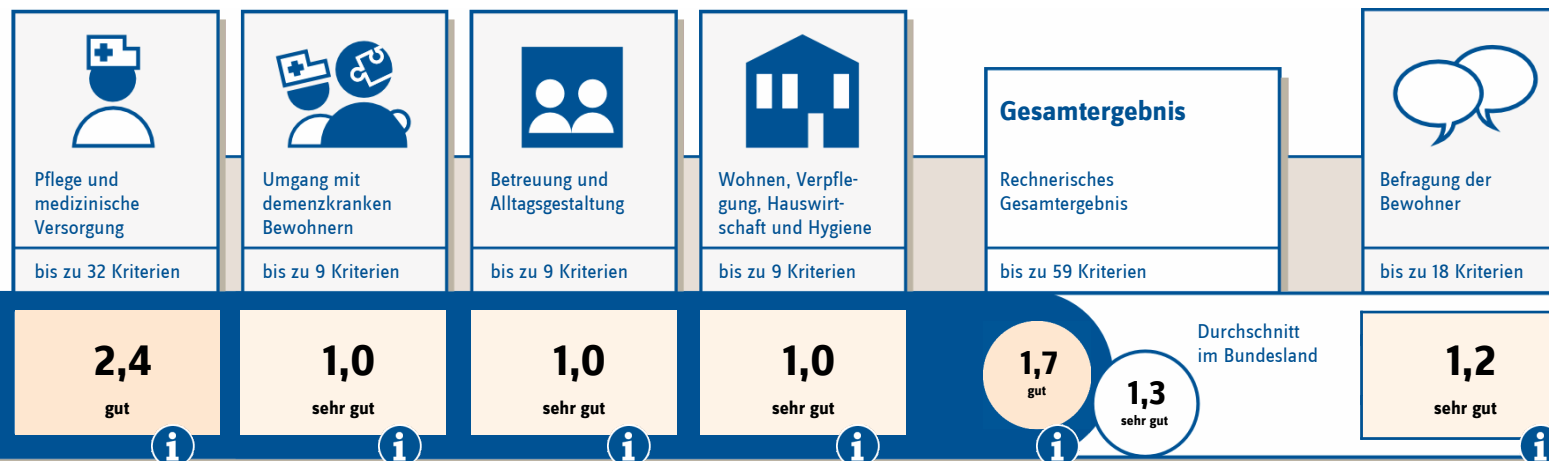 Pflege und
medizinische
Versorgung
bis zu 32 Kriterien
2,4
gut
Umgang mit
demenzkranken
Bewohnern
bis zu 9 Kriterien
1,0
sehr gut
Betreuung und
Alltagsgestaltung
bis zu 9 Kriterien
1,0
sehr gut
Wohnen, Verpfle-
gung, Hauswirt-
schaft und Hygiene
bis zu 9 Kriterien
1,0
sehr gut
Gesamtergebnis
Rechnerisches
Gesamtergebnis
bis zu 59 Kriterien
1,7
gut
Durchschnitt
im Bundesland
1,3
sehr gut
Befragung der
Bewohner
bis zu 18 Kriterien
1,2
sehr gut